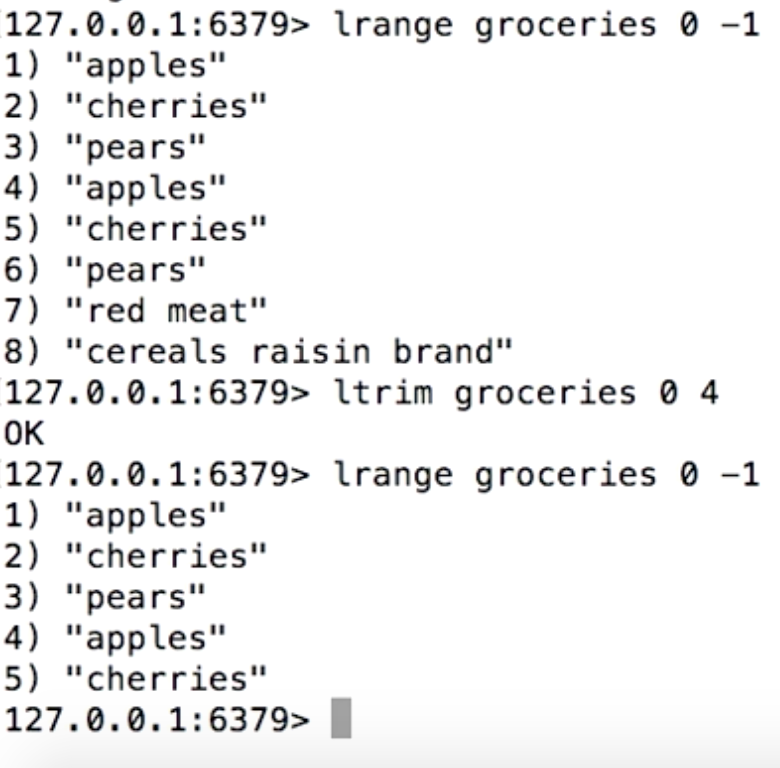 127.0.0.1:6379> lrange groceries 0 -1
1) "apples"
2) "cherries"
3) "pears"
4) "apples"
5) "cherries"
6) "pears"
7) "red meat"
8) "cereals raisin brand"
127.0.0.1:6379> ltrim groceries 0 4
OK
127.0.0.1:6379> lrange groceries 0 -1
1) "apples"
2) "cherries"
3) "pears"
4) "apples"
5) "cherries"
127.0.0.1:6379>